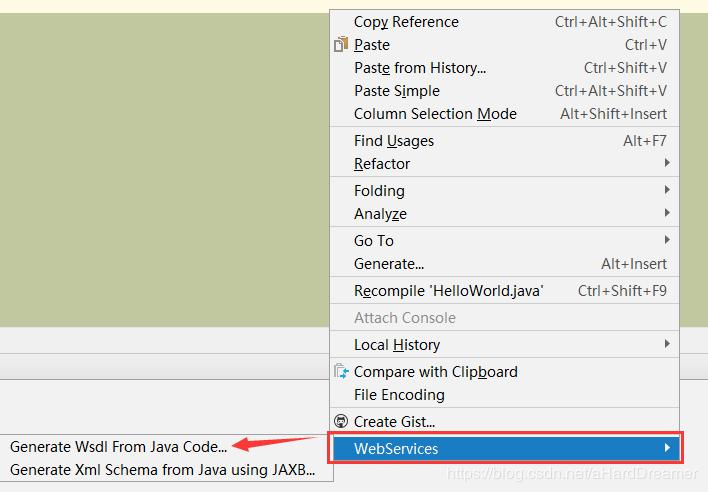 Copy Reference Ctrl+Alt+Shift+C
Paste Ctrl+V
Paste from History... Ctrl+Shift+V
Paste Simple Ctrl+Alt+Shift+V
Column Selection Mode Alt+Shift+Insert
Find Usages Alt+F7
Refactor
Folding
Analyze
Go To
Generate... Alt+Insert
Recompile 'HelloWorld.java' Ctrl+Shift+F9
Attach Console
Local History
Compare with Clipboard
File Encoding
Create Gist...
WebServices
Generate Wsdl From Java Code...
Generate Xml Schema from Java using JAXB...
https://blog.csdn.net/aHardDreamer